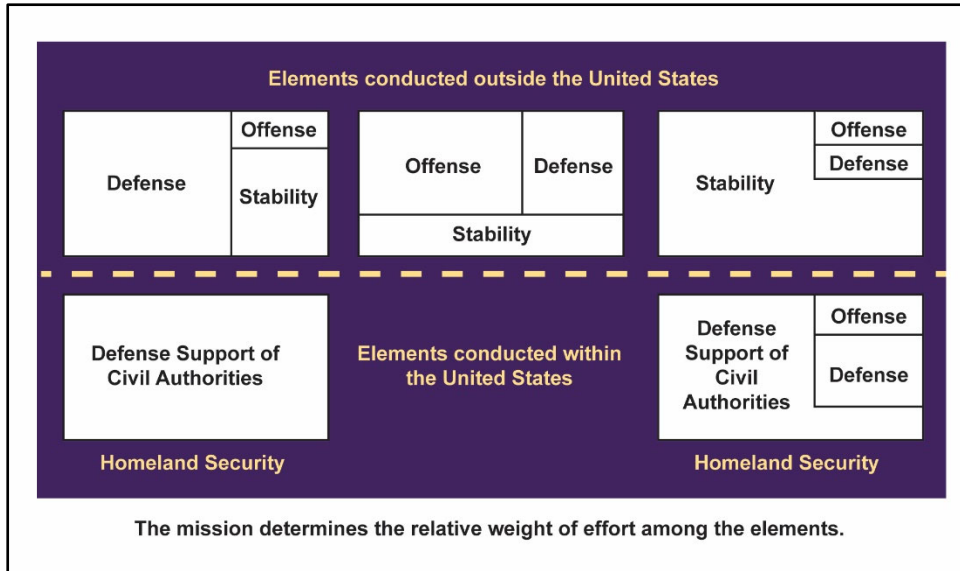 Elements conducted outside the United States
Defense
Offense
Stability
Offense
Defense
Stability
Stability
Offense
Defense
Defense Support of
Civil Authorities
Homeland Security
Elements conducted within
the United States
Defense
Support of
Civil
Authorities
Offense
Defense
Homeland Security
The mission determines the relative weight of effort among the elements.